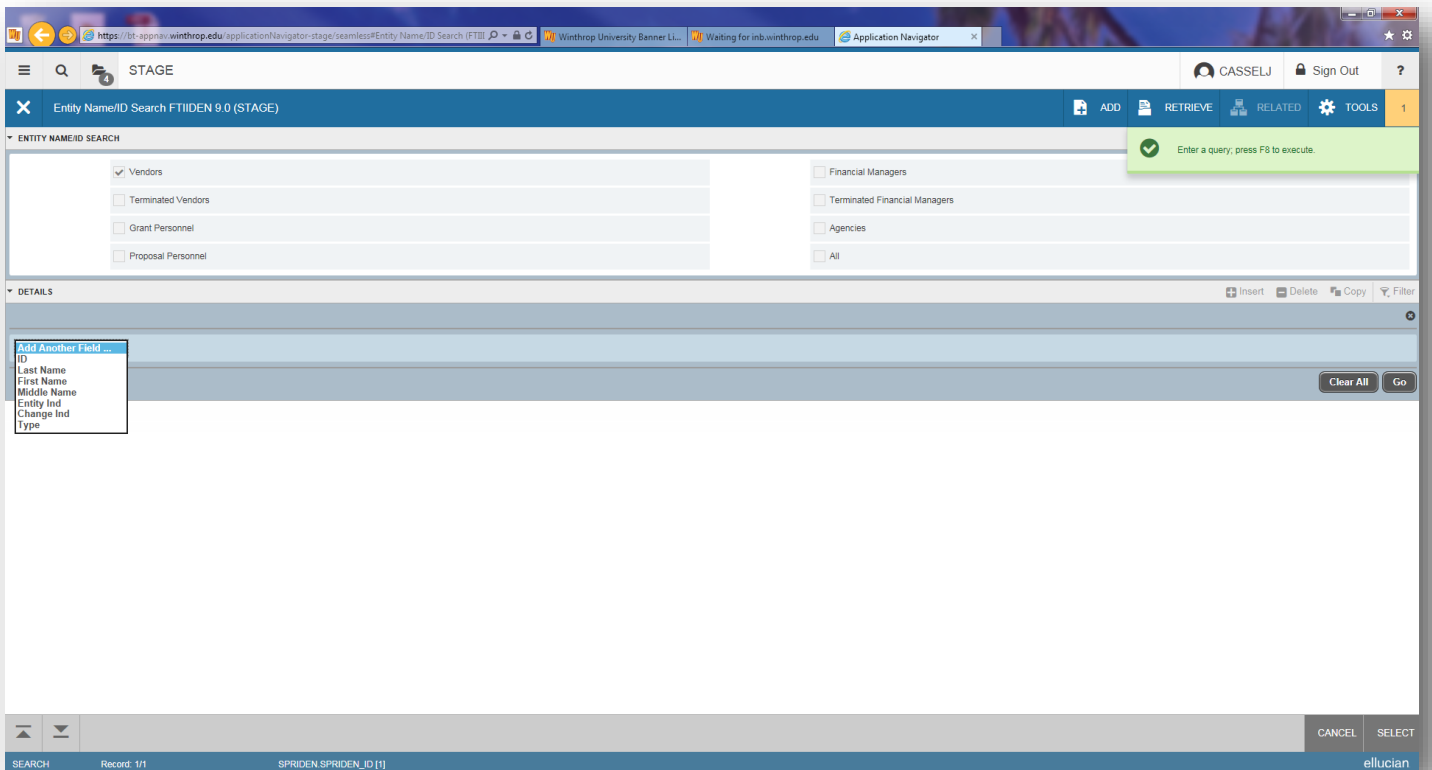 https://bt-appnav.winthrop.edu/applicationNavigator-stage/seamless#Entity Name/ID Search (FTIII
Winthrop University Banner Li...
Waiting for inb.winthrop.edu
Application Navigator
4
STAGE
CASSELJ
Sign Out
?
Entity Name/ID Search FTIIDEN 9.0 (STAGE)
ADD
RETRIEVE
RELATED
TOOLS
1
ENTITY NAME/ID SEARCH
Enter a query; press F8 to execute.
Vendors
Financial Managers
Terminated Vendors
Terminated Financial Managers
Grant Personnel
Agencies
Proposal Personnel
All
DETAILS
Insert
Delete
Copy
Filter
Add Another Field ...
ID
Last Name
First Name
Middle Name
Entity Ind
Change Ind
Type
Clear All
Go
CANCEL
SELECT
SEARCH
Record: 1/1
SPRIDEN.SPRIDEN_ID [1]
ellucian